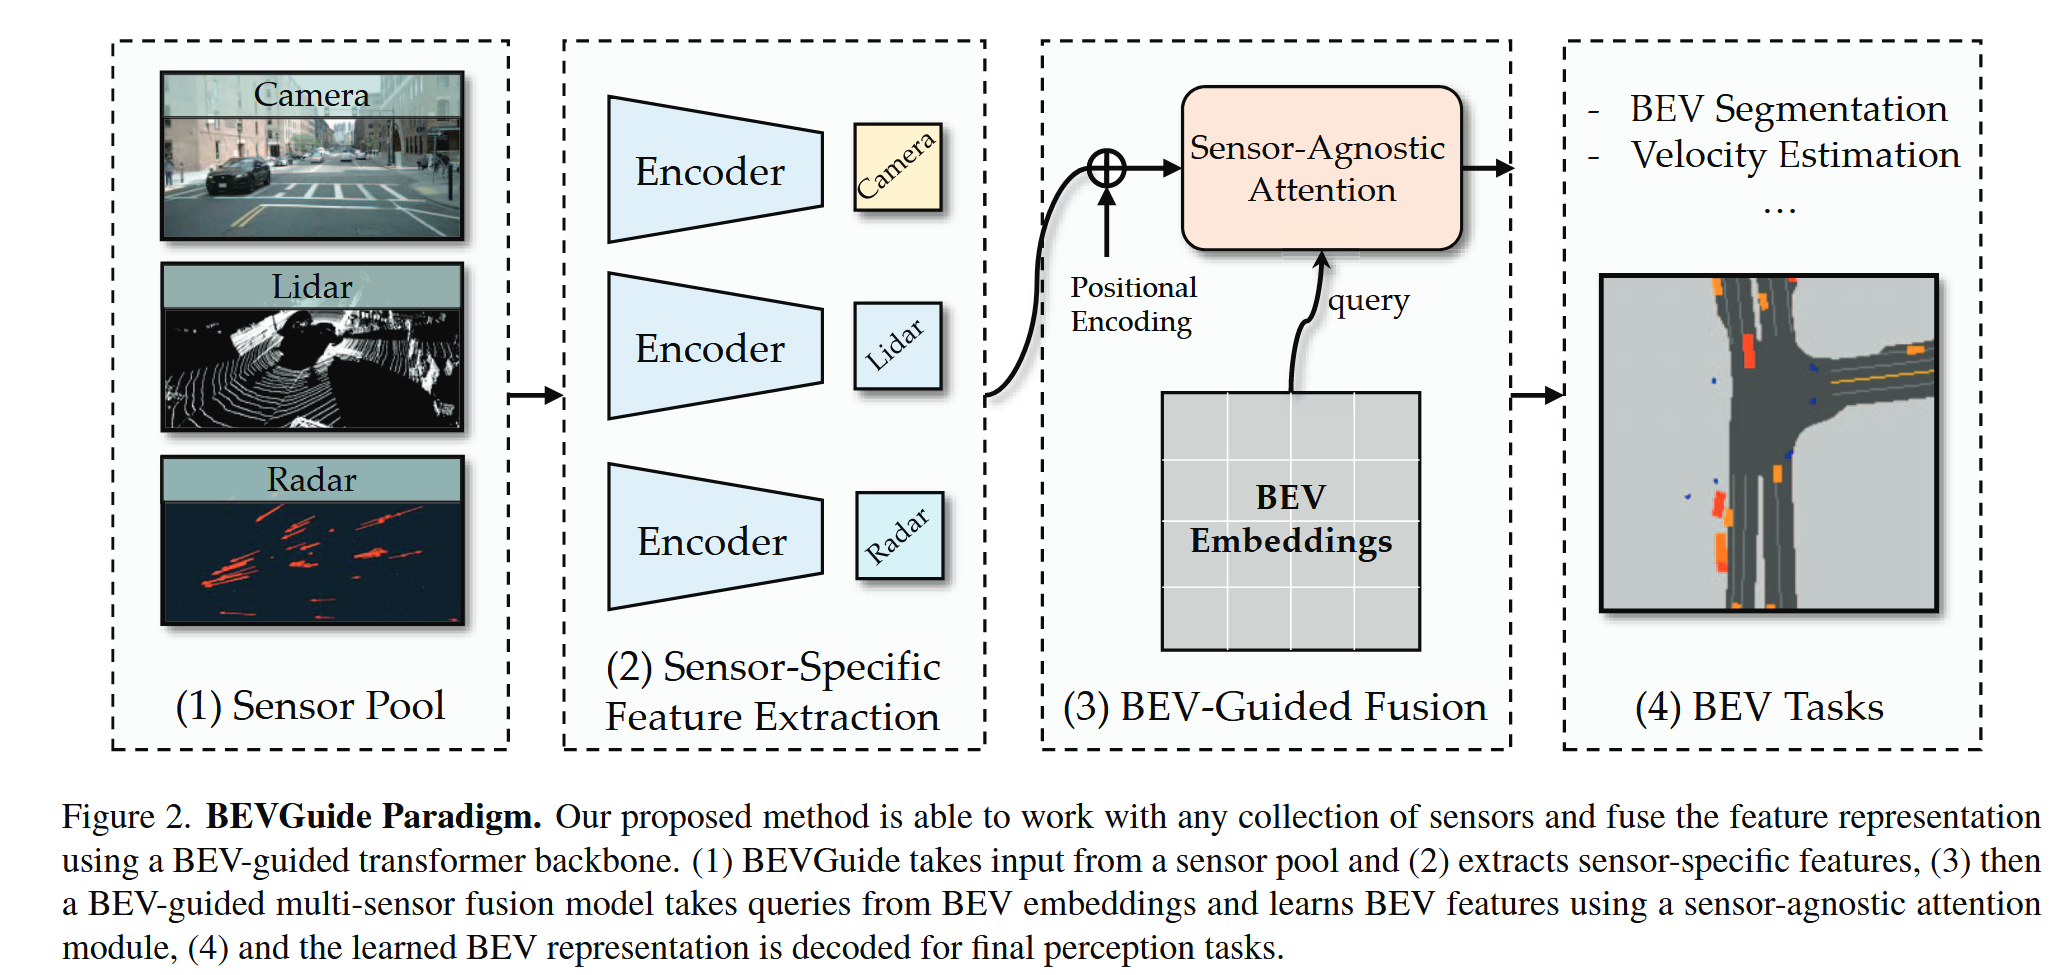 Camera
Lidar
Radar
(1) Sensor Pool
Encoder
Camera
Encoder
Lidar
Encoder
Radar
(2) Sensor-Specific
Feature Extraction
Sensor-Agnostic
Attention
Positional
Encoding
query
BEV
Embeddings
(3) BEV-Guided Fusion
- BEV Segmentation
- Velocity Estimation
...
(4) BEV Tasks
Figure 2. BEVGuide Paradigm. Our proposed method is able to work with any collection of sensors and fuse the feature representation
using a BEV-guided transformer backbone. (1) BEVGuide takes input from a sensor pool and (2) extracts sensor-specific features, (3) then
a BEV-guided multi-sensor fusion model takes queries from BEV embeddings and learns BEV features using a sensor-agnostic attention
module, (4) and the learned BEV representation is decoded for final perception tasks.